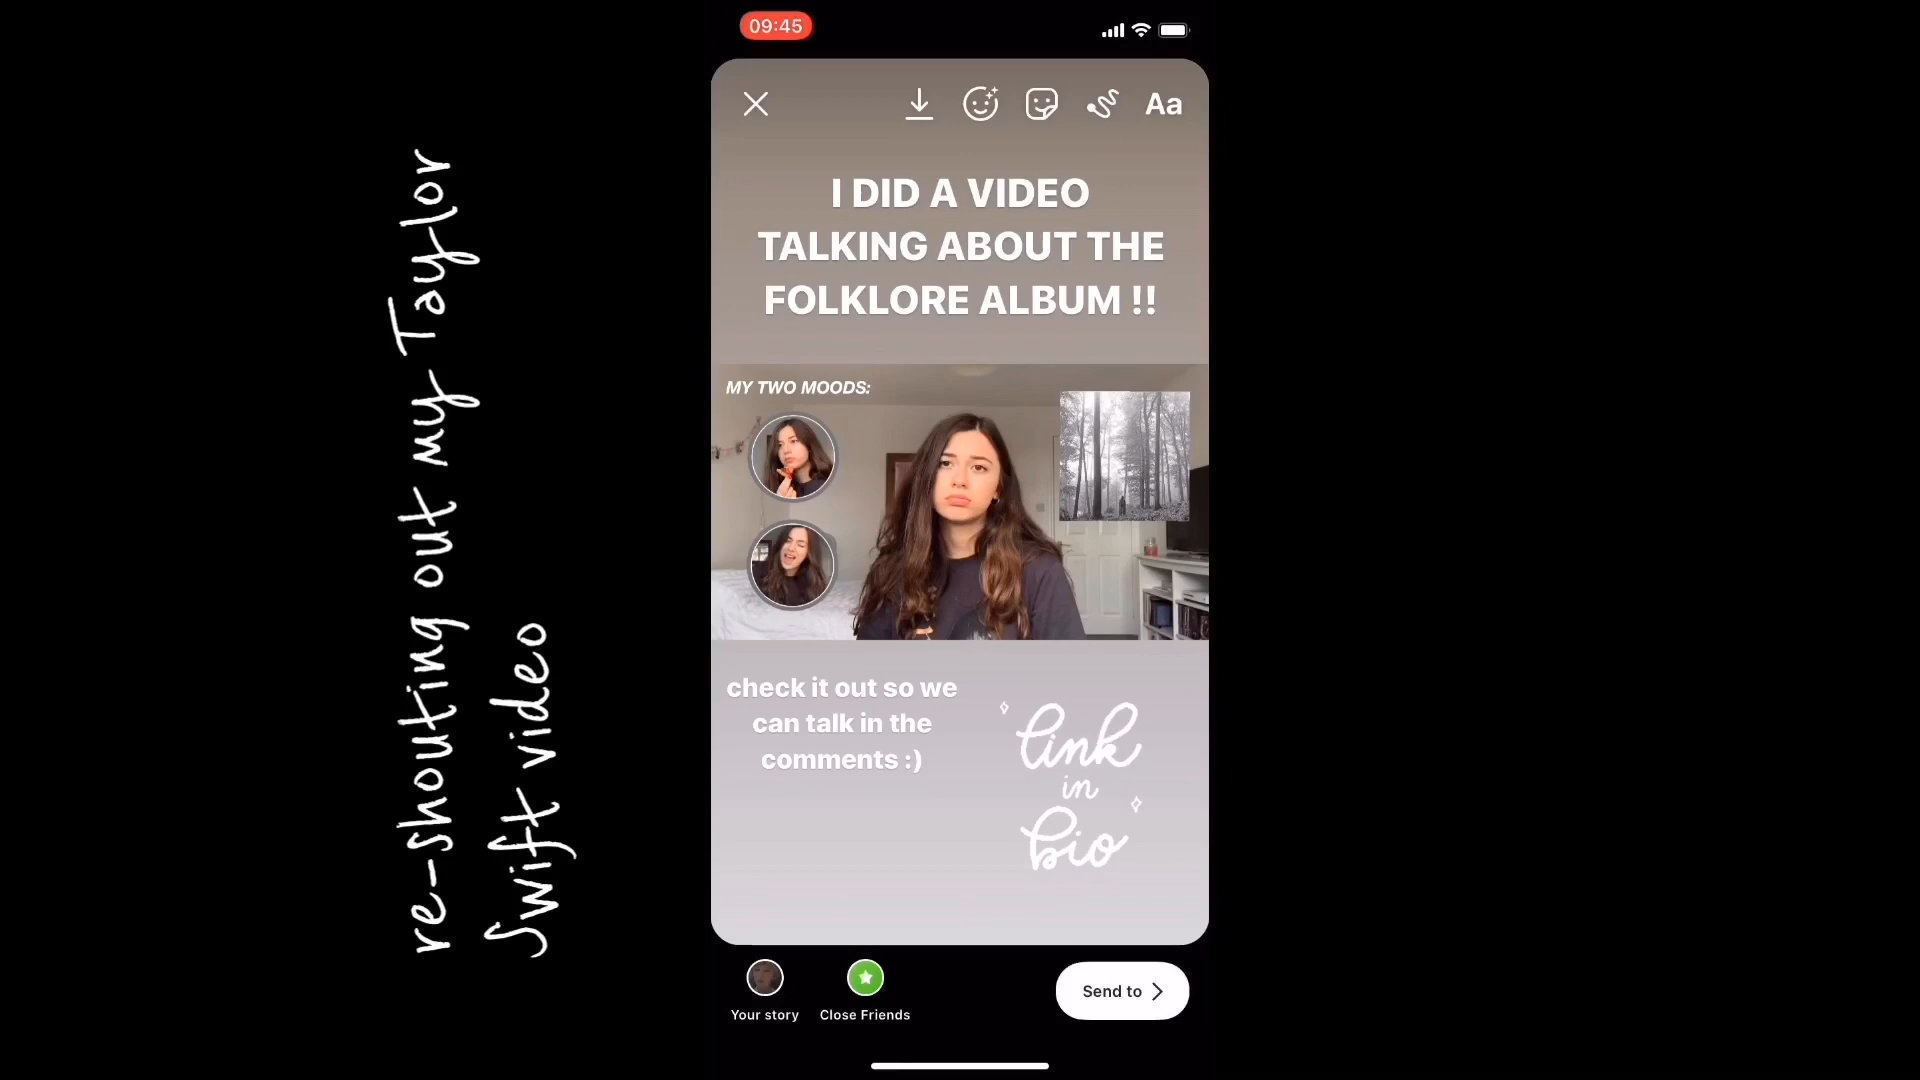 re-shouting out my Taylor
Swift video
09:45
Aa
I DID A VIDEO
TALKING ABOUT THE
FOLKLORE ALBUM !!
MY TWO MOODS:
check it out so we
can talk in the
comments :)
link
in
bio
Your story
Close Friends
Send to